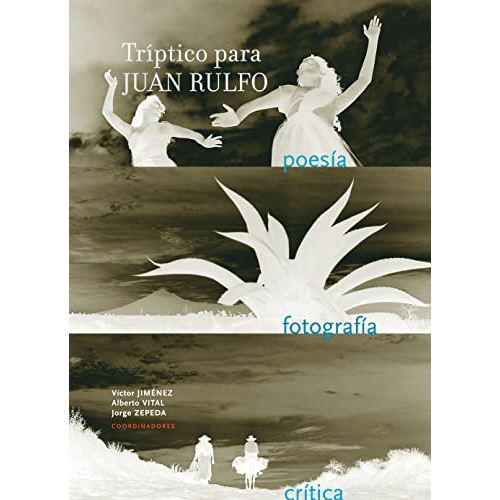 Tríptico para
JUAN RULFO
poesía
fotografía
Víctor JIMÉNEZ
Alberto VITAL
Jorge ZEPEDA
COORDINADORES
crítica